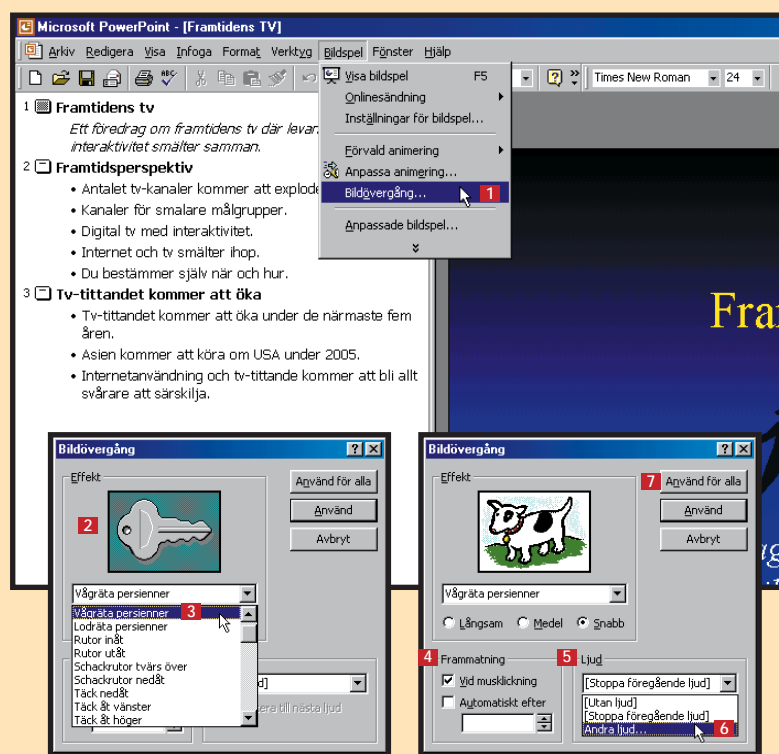 Microsoft PowerPoint - [Framtidens TV]
Arkiv Redigera Visa Infoga Format Verktyg Bildspel Fönster Hjälp
Times New Roman 24
Visa bildspel F5
Onlinesändning
Inställningar för bildspel...
Förvald animering
Anpassa animering...
Bildövergång... 1
Anpassade bildspel...
1 Framtidens tv
Ett föredrag om framtidens tv där
interaktivitet smälter samman.
2 Framtidsperspektiv
• Antalet tv-kanaler kommer att
• Kanaler för smalare målgrupper.
• Digital tv med interaktivitet.
• Internet och tv smälter ihop.
• Du bestämmer själv när och hur.
3 Tv-tittandet kommer att öka
• Tv-tittandet kommer att öka under de närmaste fem
åren.
• Asien kommer att köra om USA under 2005.
• Internetanvändning och tv-tittande kommer att bli allt
svårare att särskilja.
Fra
Bildövergång
Effekt
2
Använd för alla
Använd
Avbryt
Vågräta persienner
Vågräta persienner 3
Lodräta persienner
Rutor inåt
Rutor utåt
Schackrutor tvärs över
Schackrutor nedåt
Täck nedåt
Täck åt vänster
Täck åt höger
till nästa ljud
Bildövergång
Effekt
7 Använd för alla
Använd
Avbryt
Vågräta persienner
Långsam Medel Snabb
4 Frammatning
Vid musklickning
Automatiskt efter
5 Ljud
[Stoppa föregående ljud]
[Utan ljud]
[Stoppa föregående ljud]
Andra ljud... 6